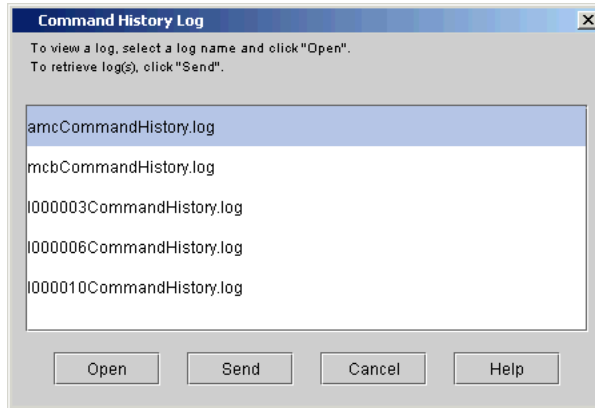 Command History Log
To view a log, select a log name and click "Open".
To retrieve log(s), click "Send".
amcCommandHistory.log
mcbCommandHistory.log
l000003CommandHistory.log
l000006CommandHistory.log
l000010CommandHistory.log
Open Send Cancel Help